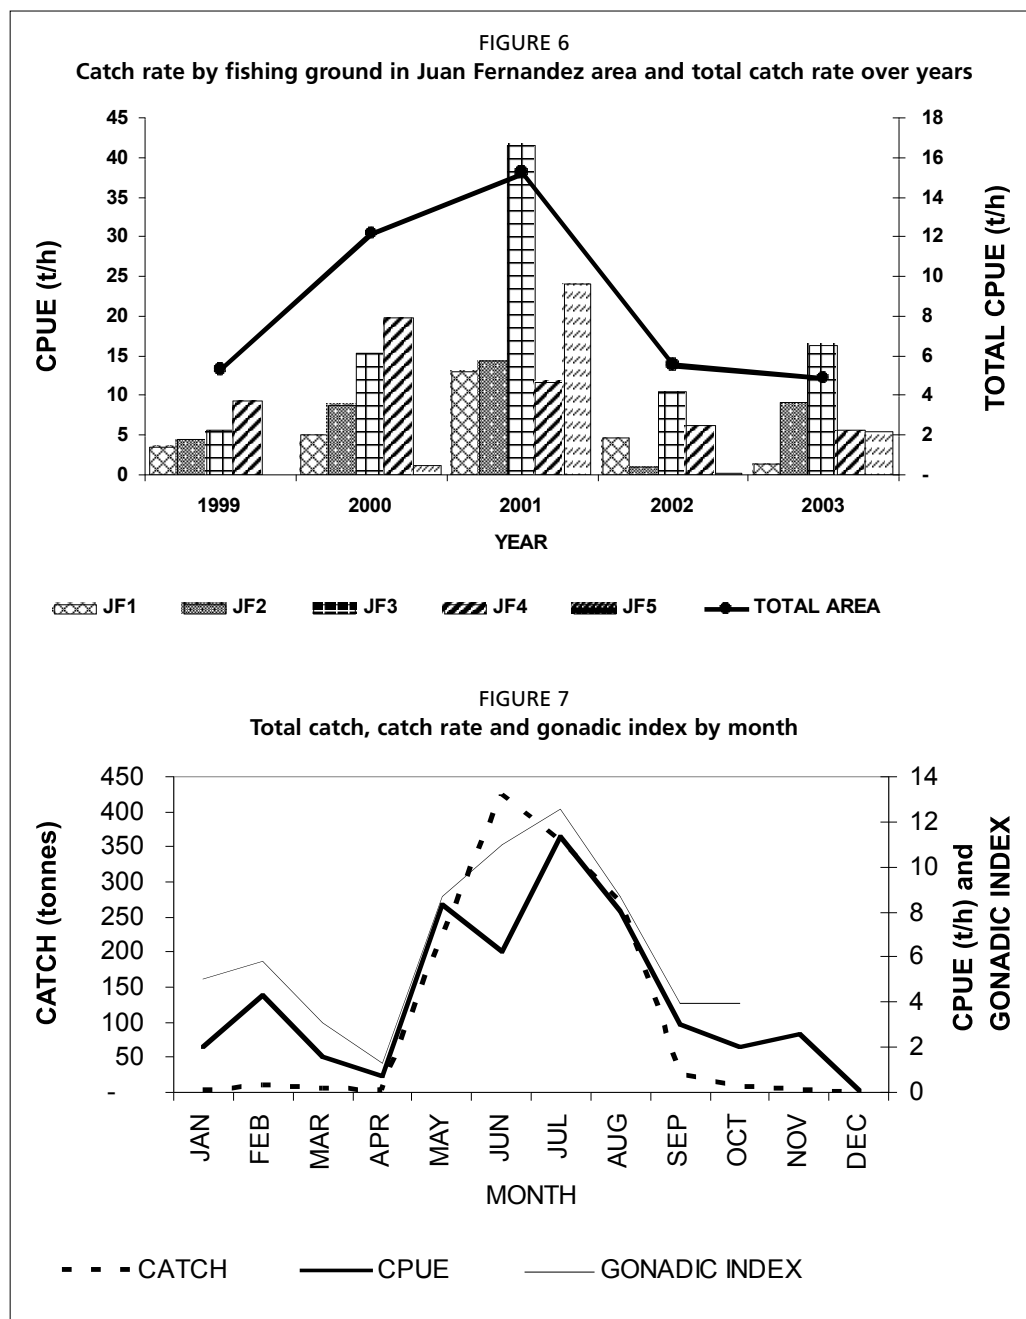 FIGURE 6
Catch rate by fishing ground in Juan Fernandez area and total catch rate over years
45
40
35
30
25
20
15
10
5
0
CPUE (t/h)
18
16
14
12
10
8
6
4
2
-
TOTAL CPUE (t/h)
1999 2000 2001 2002 2003
YEAR
JF1 JF2 JF3 JF4 JF5 TOTAL AREA
FIGURE 7
Total catch, catch rate and gonadic index by month
450
400
350
300
250
200
150
100
50
-
CATCH (tonnes)
14
12
10
8
6
4
2
0
CPUE (t/h) and
GONADIC INDEX
JAN FEB MAR APR MAY JUN JUL AUG SEP OCT NOV DEC
MONTH
CATCH CPUE GONADIC INDEX